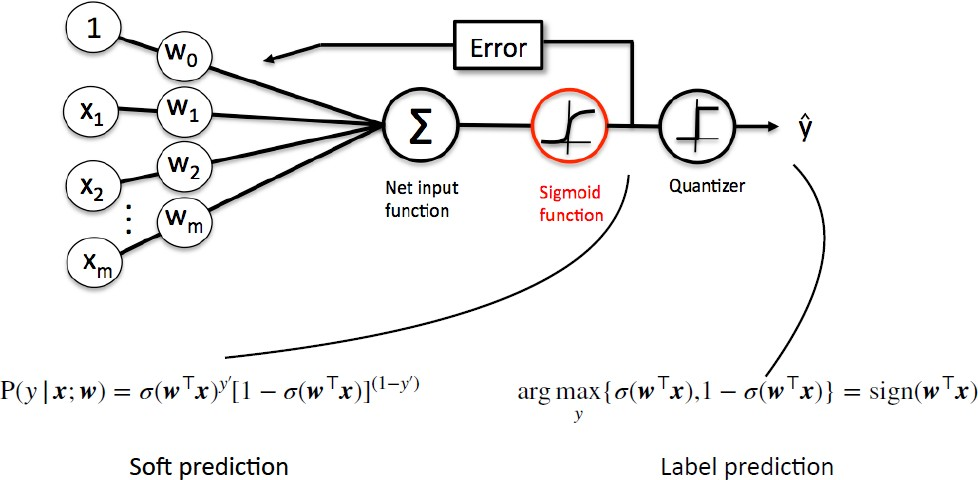 1
w₀
Error
x₁
w₁
Σ
ŷ
x₂
w₂
Net input
function
Sigmoid
function
Quantizer
⋮
wₘ
xₘ
P(y | x; w) = σ(w⊤x)^y′[1 − σ(w⊤x)]^(1−y′)
arg max_y{σ(w⊤x),1 − σ(w⊤x)} = sign(w⊤x)
Soft prediction
Label prediction